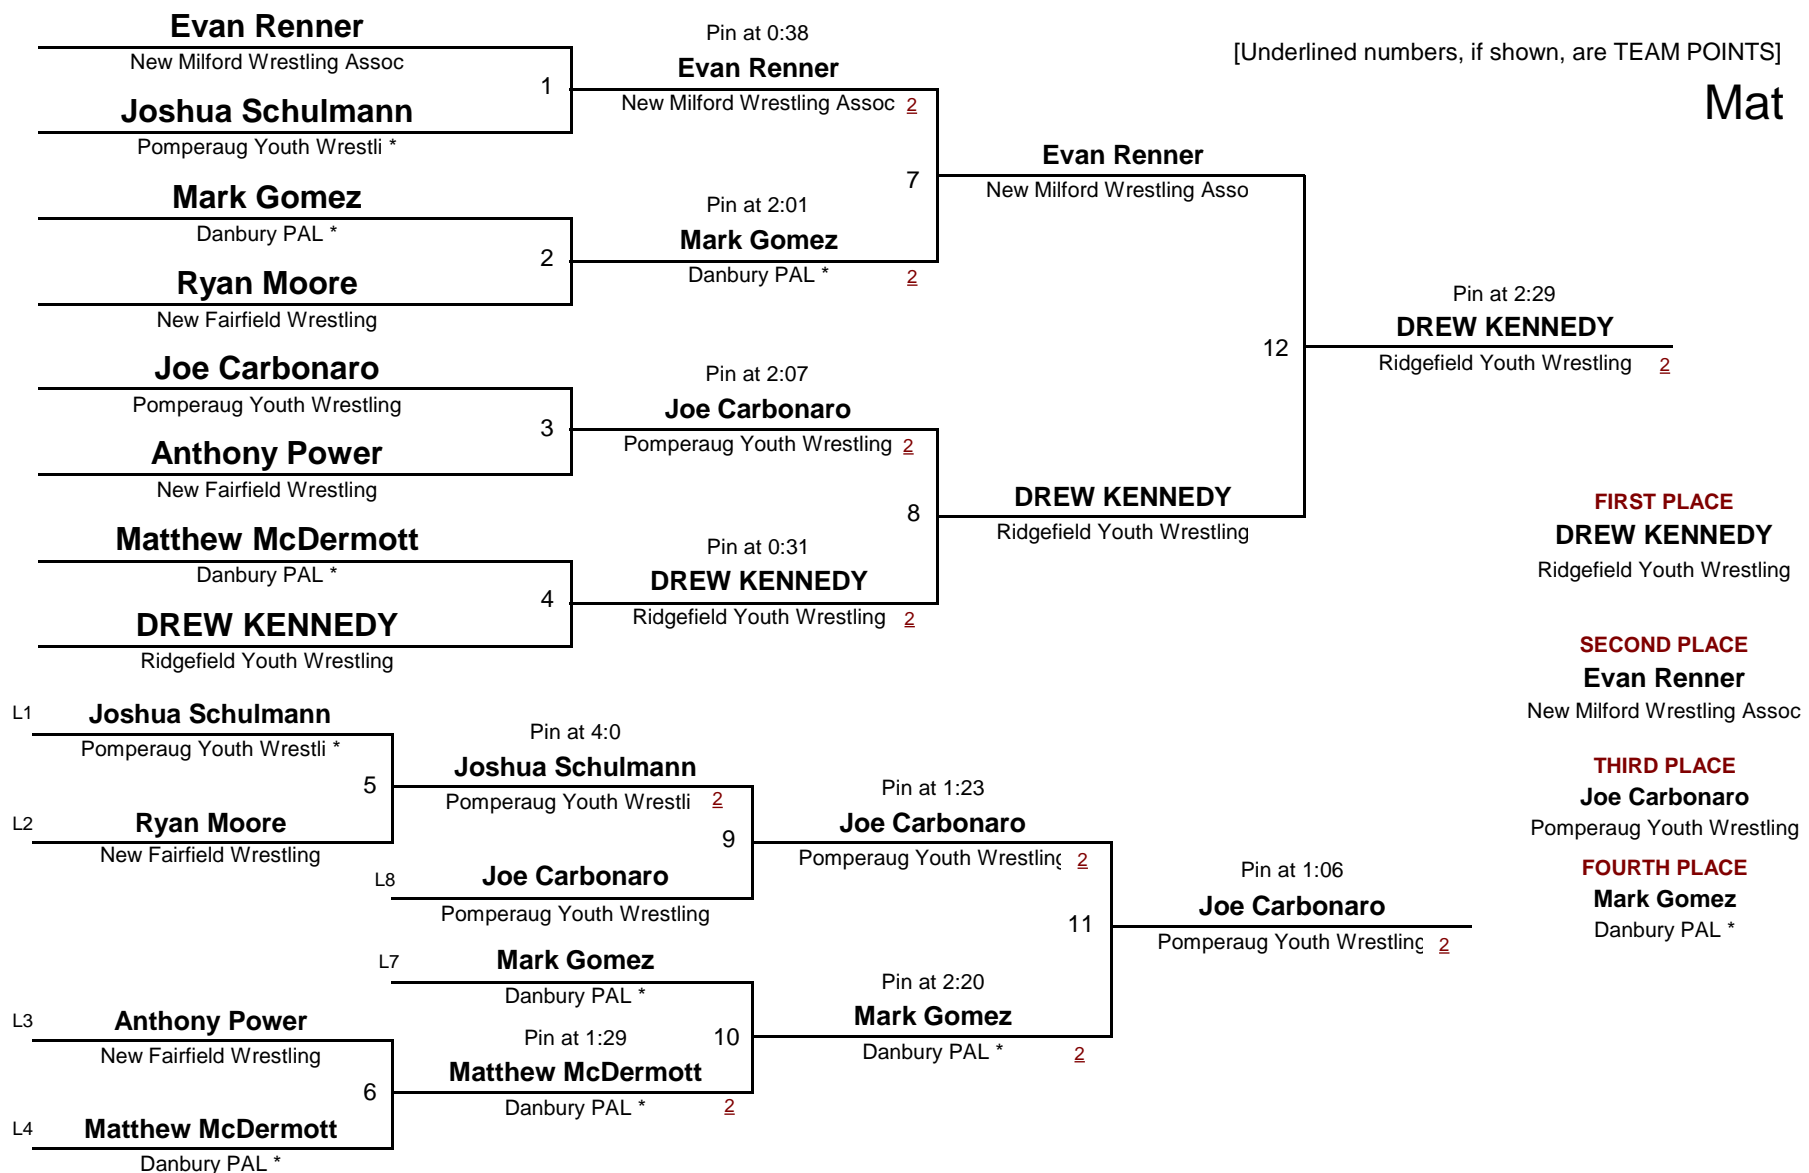 Evan Renner
New Milford Wrestling Assoc
1
Joshua Schulmann
Pomperaug Youth Wrestli *
Mark Gomez
Danbury PAL *
2
Ryan Moore
New Fairfield Wrestling
Joe Carbonaro
Pomperaug Youth Wrestling
3
Anthony Power
New Fairfield Wrestling
Matthew McDermott
Danbury PAL *
4
DREW KENNEDY
Ridgefield Youth Wrestling
Pin at 0:38
Evan Renner
New Milford Wrestling Assoc 2
7
Pin at 2:01
Mark Gomez
Danbury PAL * 2
Pin at 2:07
Joe Carbonaro
Pomperaug Youth Wrestling 2
8
Pin at 0:31
DREW KENNEDY
Ridgefield Youth Wrestling 2
Evan Renner
New Milford Wrestling Asso
12
DREW KENNEDY
Ridgefield Youth Wrestling
Pin at 2:29
DREW KENNEDY
Ridgefield Youth Wrestling 2
[Underlined numbers, if shown, are TEAM POINTS]
Mat
FIRST PLACE
DREW KENNEDY
Ridgefield Youth Wrestling
SECOND PLACE
Evan Renner
New Milford Wrestling Assoc
THIRD PLACE
Joe Carbonaro
Pomperaug Youth Wrestling
FOURTH PLACE
Mark Gomez
Danbury PAL *
L1 Joshua Schulmann
Pomperaug Youth Wrestli *
5
L2 Ryan Moore
New Fairfield Wrestling
L3 Anthony Power
New Fairfield Wrestling
6
L4 Matthew McDermott
Danbury PAL *
Pin at 4:0
Joshua Schulmann
Pomperaug Youth Wrestli 2
9
L8 Joe Carbonaro
Pomperaug Youth Wrestling
L7 Mark Gomez
Danbury PAL *
10
Pin at 1:29
Matthew McDermott
Danbury PAL * 2
Pin at 1:23
Joe Carbonaro
Pomperaug Youth Wrestling 2
11
Pin at 2:20
Mark Gomez
Danbury PAL * 2
Pin at 1:06
Joe Carbonaro
Pomperaug Youth Wrestling 2